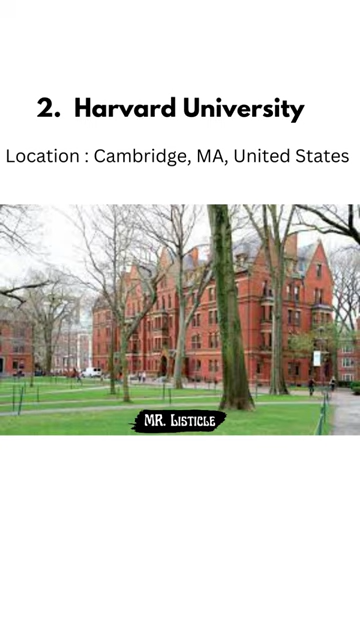 2. Harvard University
Location : Cambridge, MA, United States
MR. LISTICLE